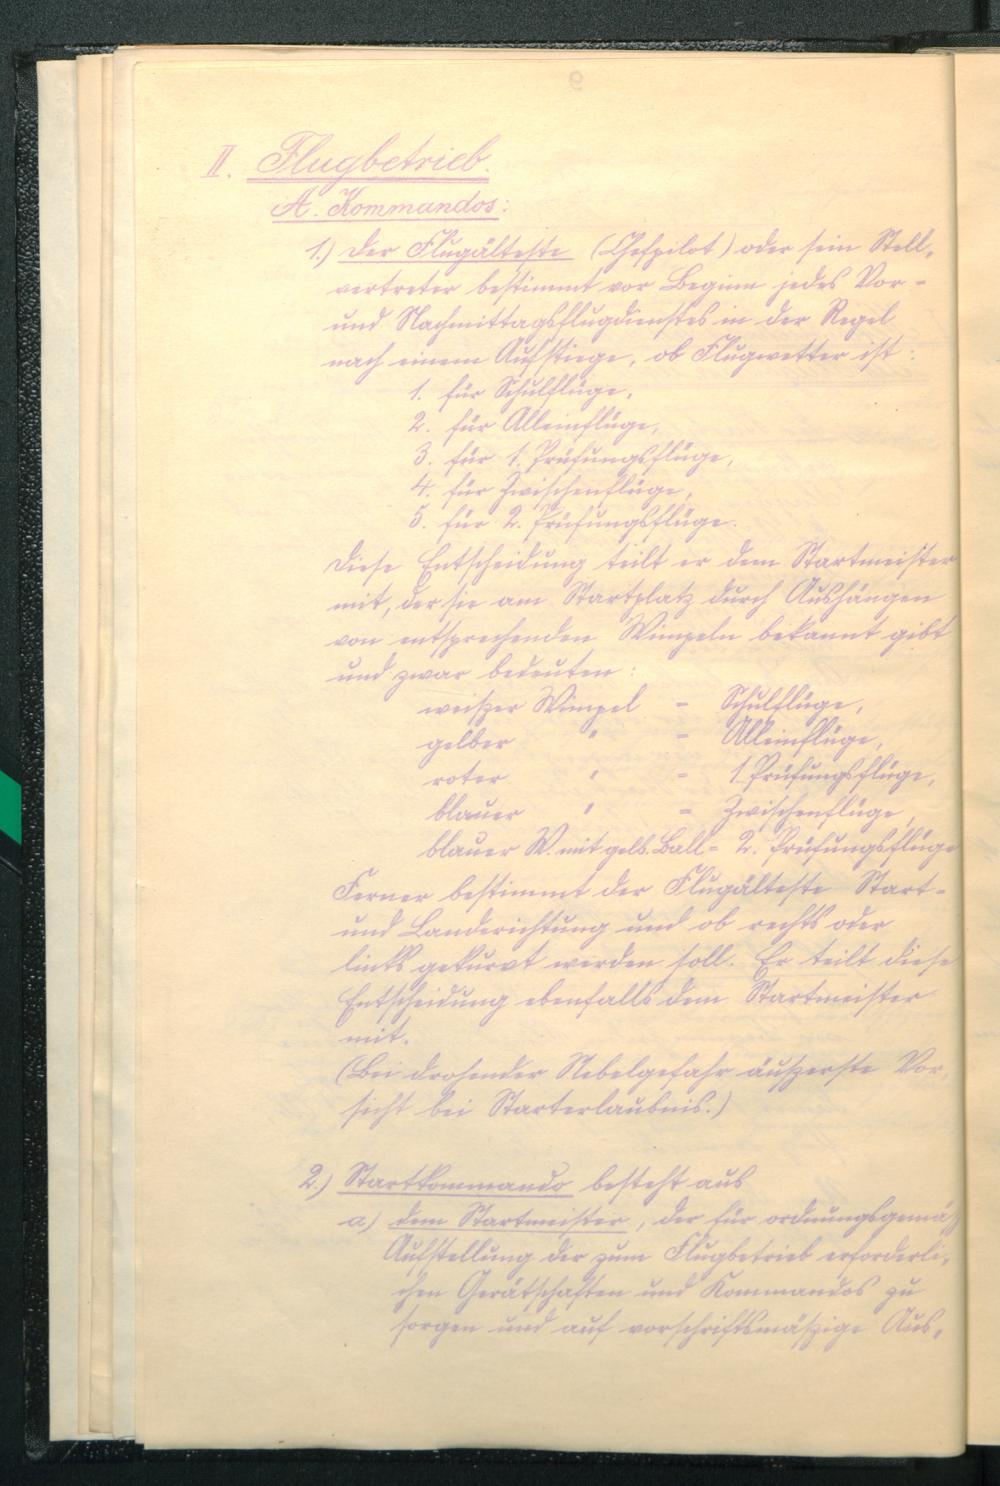 II. Flugbetrieb.
A. Kommandos:
1.) Der Flugälteste (Chefpilot) oder sein Stell-
vertreter bestimmt vor Beginn jedes Vor-
und Nachmittagsflugdienstes in der Regel
nach einem Aufstiege, ob Flugwetter ist:
1. für Schulflüge,
2. für Alleinflüge,
3. für 1. Prüfungsflüge,
4. für Zwischenflüge,
5. für 2. Prüfungsflüge.
Diese Entscheidung teilt er dem Startmeister
mit, der sie am Startplatz durch Aushängen
von entsprechenden Wimpeln bekannt gibt
und zwar bedeuten:
weißer Wimpel = Schulflüge,
gelber " = Alleinflüge,
roter " = 1. Prüfungsflüge,
blauer " = Zwischenflüge,
blauer W. mit gelb. Ball = 2. Prüfungsflüge
Ferner bestimmt der Flugälteste Start-
und Landerichtung und ob rechts oder
links gekurvt werden soll. Er teilt diese
Entscheidung ebenfalls dem Startmeister
mit.
(Bei drohender Nebelgefahr äußerste Vor-
sicht bei Starterlaubnis.)
2.) Startkommando besteht aus
a) dem Startmeister, der für ordnungsgemäß
Aufstellung der zum Flugbetrieb erforderli-
chen Gerätschaften und Kommandos zu
sorgen und auf vorschriftsmäßige Aus-